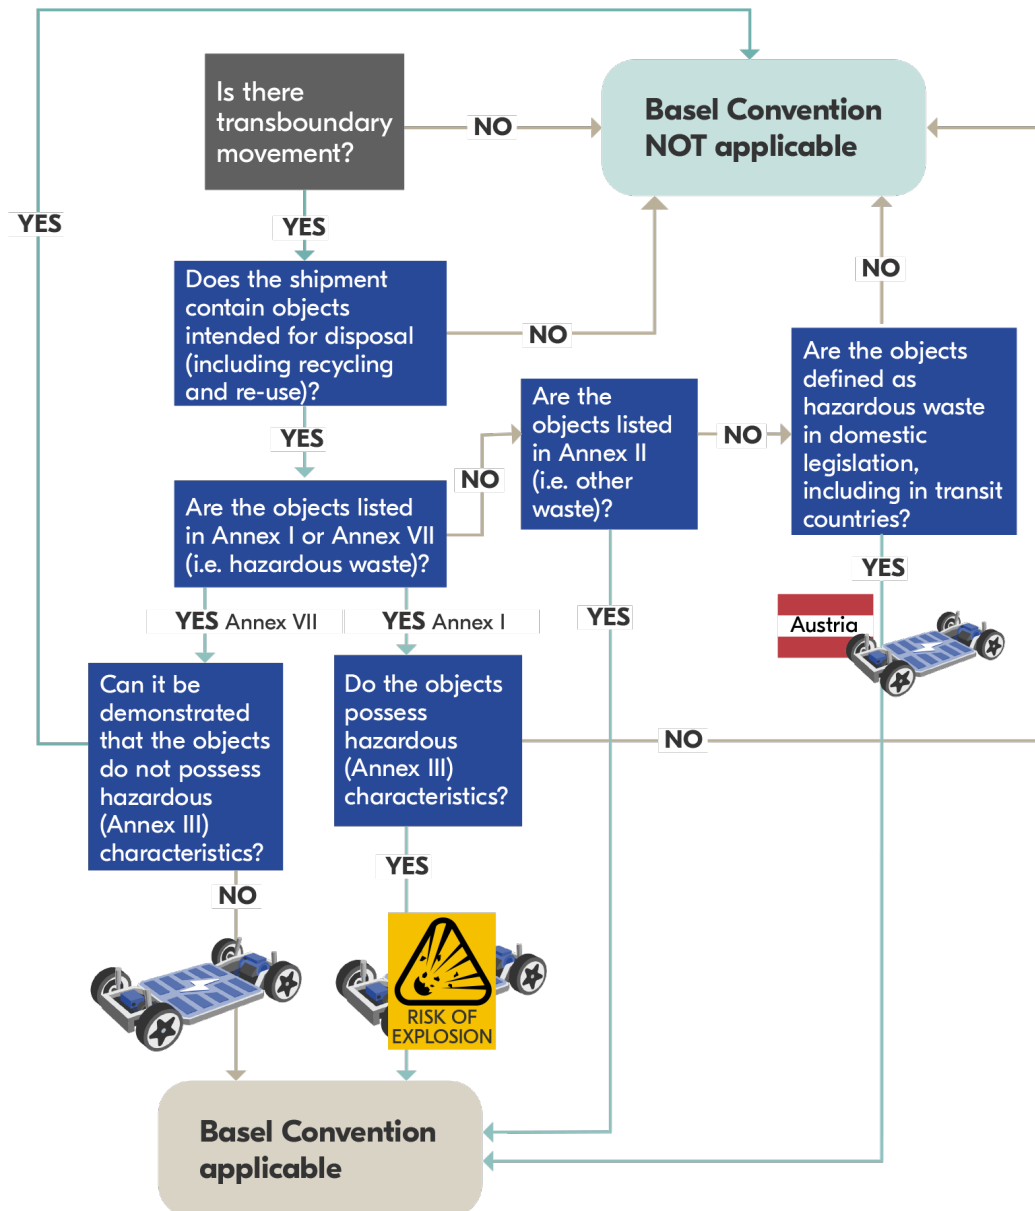 Is there
transboundary
movement?
NO
Basel Convention
NOT applicable
YES
YES
Does the shipment
contain objects
intended for disposal
(including recycling
and re-use)?
NO
NO
Are the objects
defined as
hazardous waste
in domestic
legislation,
including in transit
countries?
Are the
objects listed
in Annex II
(i.e. other
waste)?
NO
YES
NO
Are the objects listed
in Annex I or Annex VII
(i.e. hazardous waste)?
YES
Austria
YES Annex VII
YES Annex I
YES
Can it be
demonstrated
that the objects
do not possess
hazardous
(Annex III)
characteristics?
Do the objects
possess
hazardous
(Annex III)
characteristics?
NO
YES
NO
RISK OF
EXPLOSION
Basel Convention
applicable